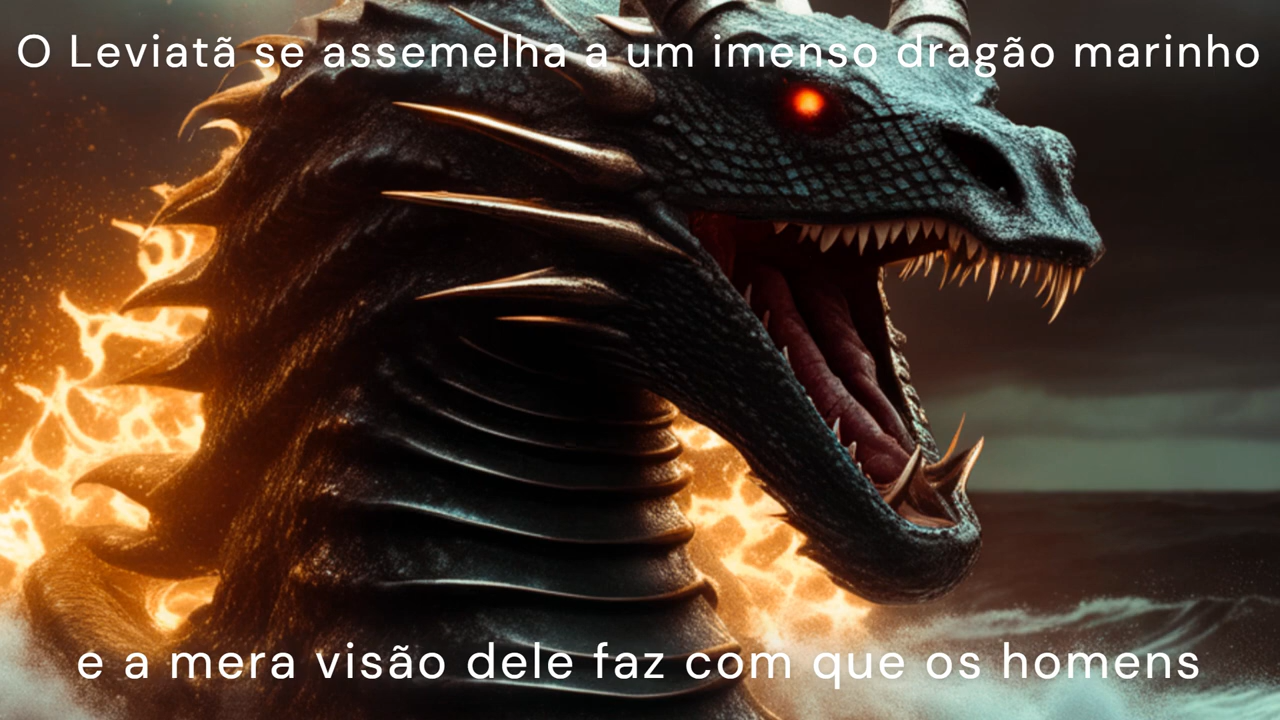 O Leviatã se assemelha a um imenso dragão marinho
e a mera visão dele faz com que os homens